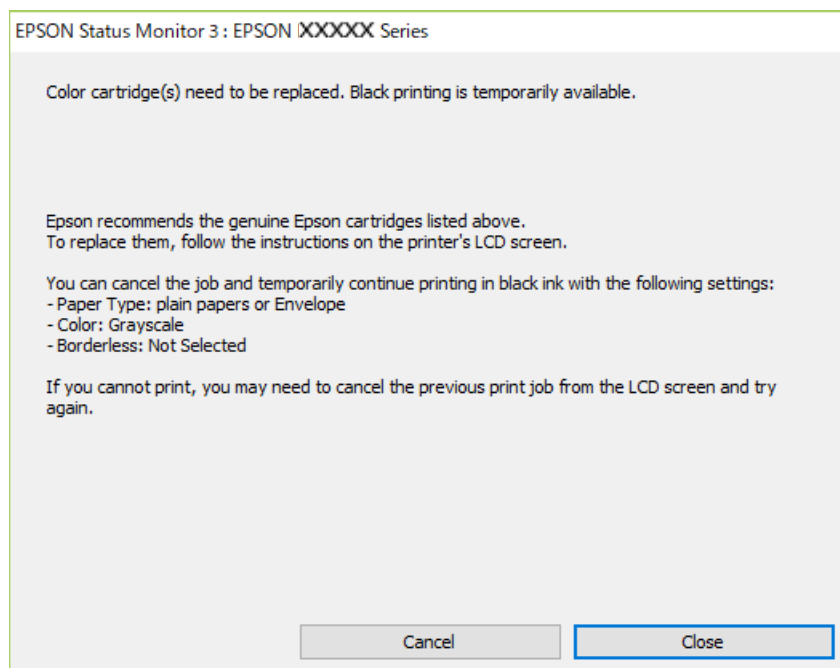 EPSON Status Monitor 3 : EPSON XXXXX Series
Color cartridge(s) need to be replaced. Black printing is temporarily available.
Epson recommends the genuine Epson cartridges listed above.
To replace them, follow the instructions on the printer's LCD screen.
You can cancel the job and temporarily continue printing in black ink with the following settings:
- Paper Type: plain papers or Envelope
- Color: Grayscale
- Borderless: Not Selected
If you cannot print, you may need to cancel the previous print job from the LCD screen and try
again.
Cancel
Close